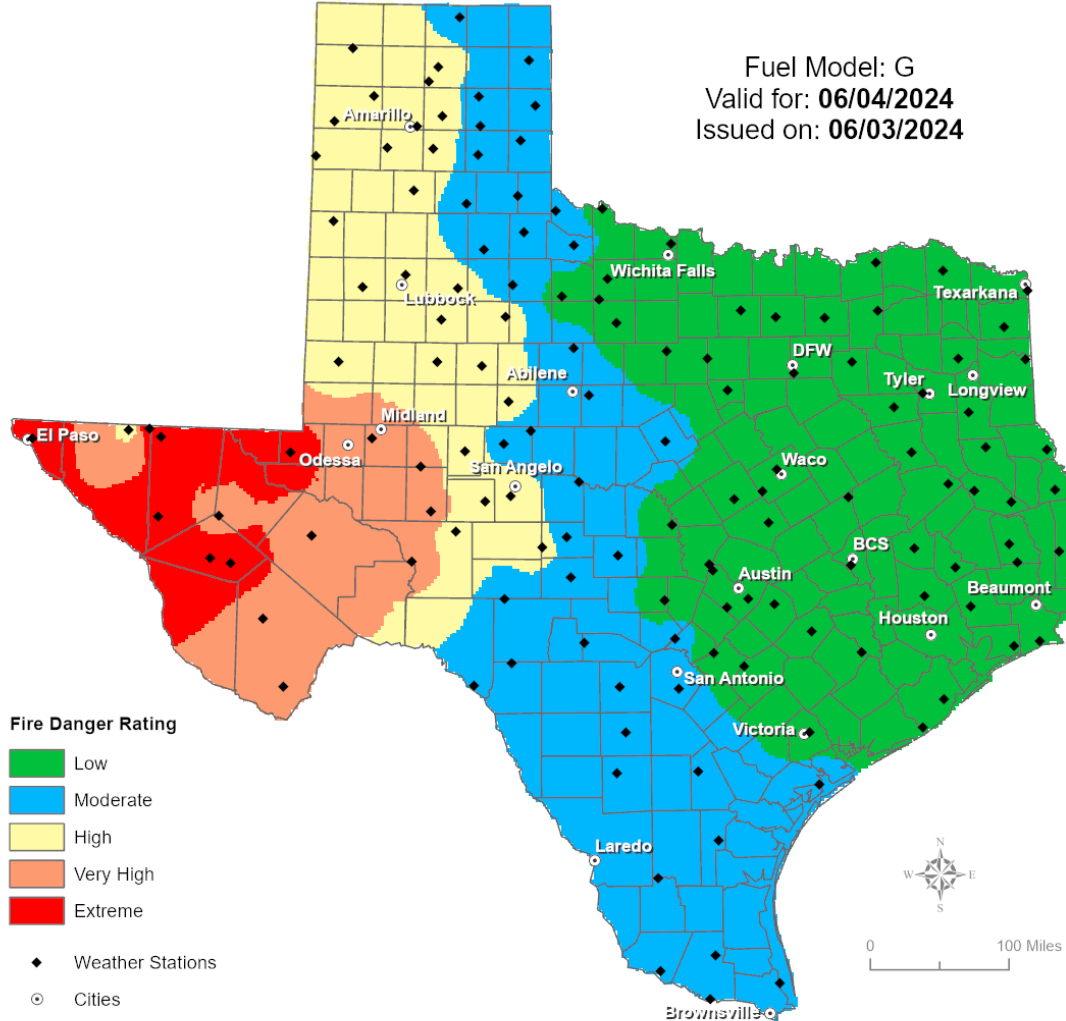 Fuel Model: G
Valid for: 06/04/2024
Issued on: 06/03/2024
Amarillo
Wichita Falls
Lubbock
Texarkana
DFW
Abilene
Tyler
Longview
Midland
El Paso
Odessa
San Angelo
Waco
BCS
Austin
Beaumont
Houston
San Antonio
Victoria
Laredo
Brownsville
Fire Danger Rating
Low
Moderate
High
Very High
Extreme
Weather Stations
Cities
N
W E
S
0 100 Miles